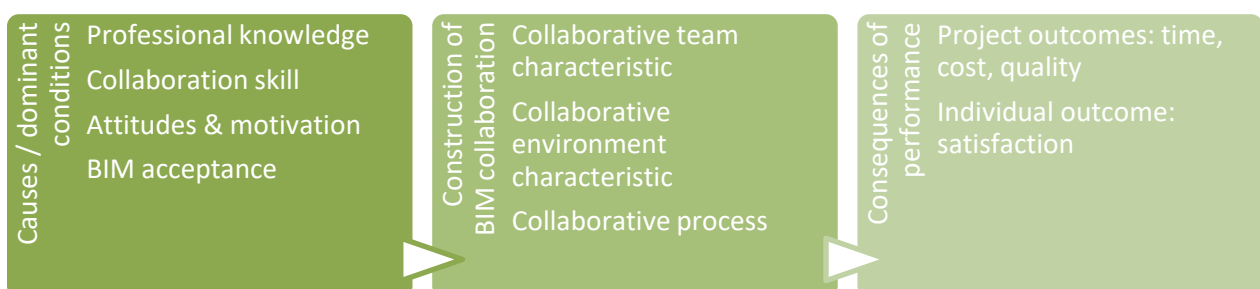 Causes / dominant
conditions
Professional knowledge
Collaboration skill
Attitudes & motivation
BIM acceptance
Construction of
BIM collaboration
Collaborative team
characteristic
Collaborative
environment
characteristic
Collaborative process
Consequences of
performance
Project outcomes: time,
cost, quality
Individual outcome:
satisfaction